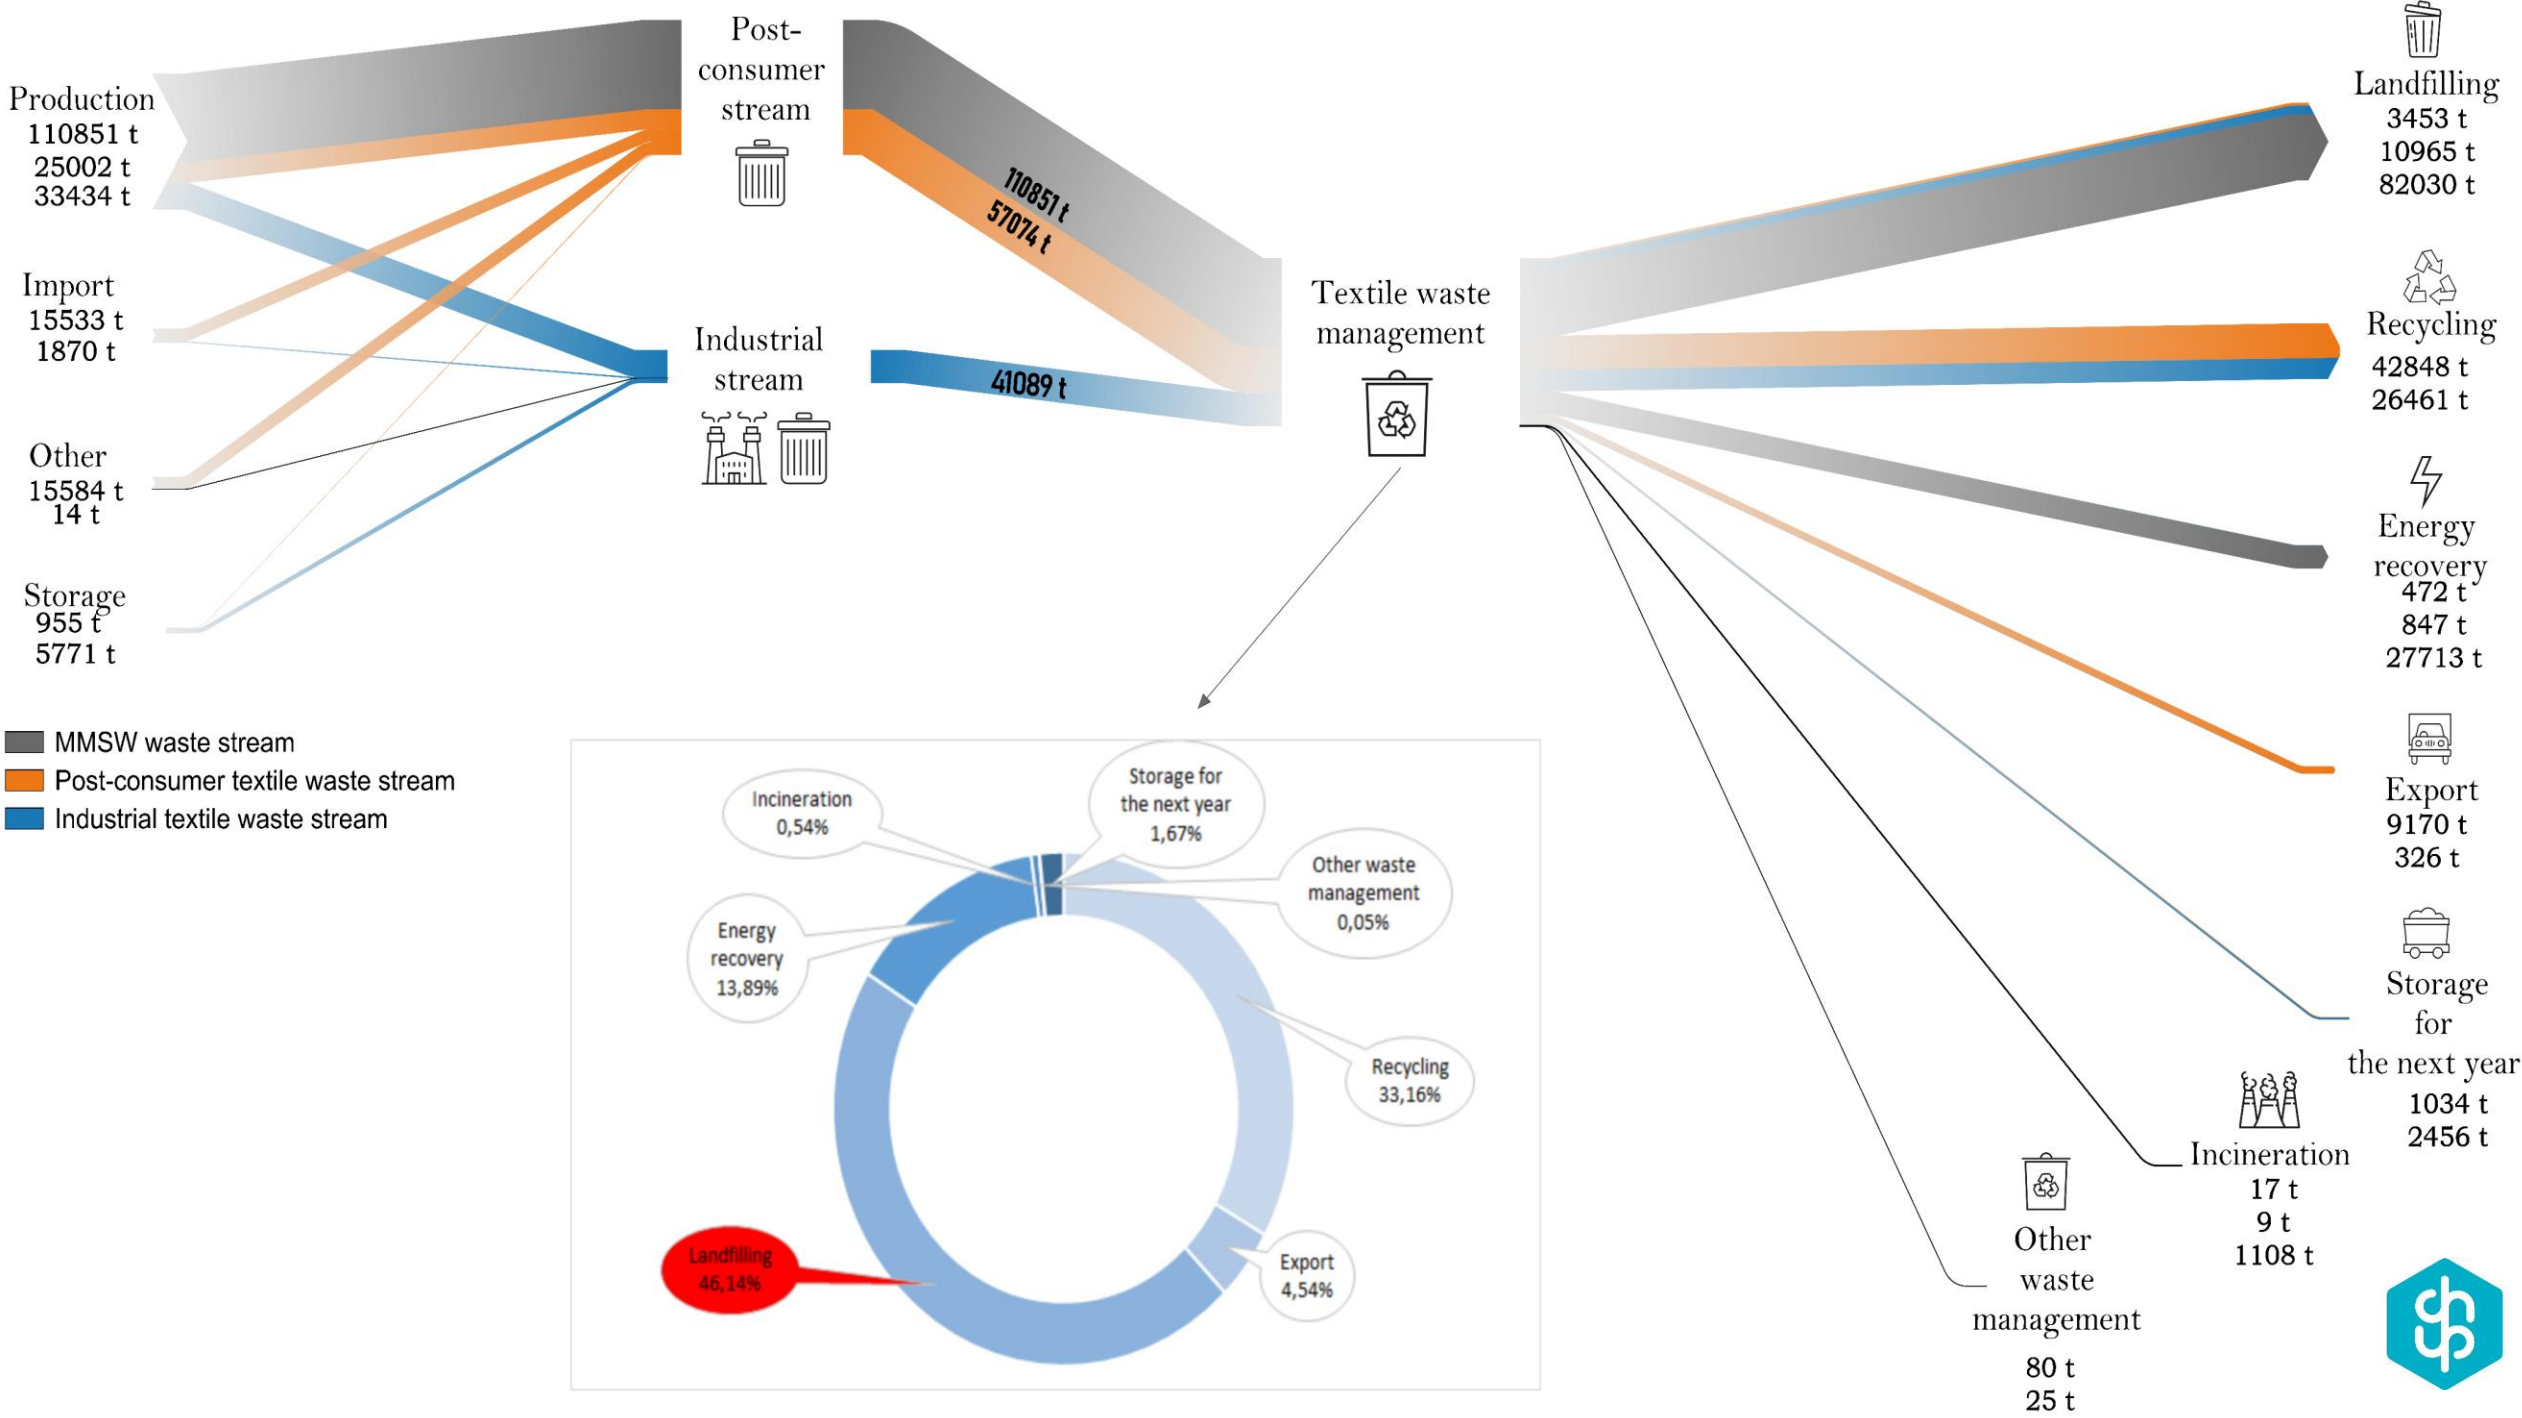 Production
110851 t
25002 t
33434 t
Import
15533 t
1870 t
Other
15584 t
14 t
Storage
955 t
5771 t
MMSW waste stream
Post-consumer textile waste stream
Industrial textile waste stream
Post-
consumer
stream
Industrial
stream
110851 t
57074 t
41089 t
Textile waste
management
Incineration
0,54%
Storage for
the next year
1,67%
Other waste
management
0,05%
Energy
recovery
13,89%
Recycling
33,16%
Landfilling
46,14%
Export
4,54%
Landfilling
3453 t
10965 t
82030 t
Recycling
42848 t
26461 t
Energy
recovery
472 t
847 t
27713 t
Export
9170 t
326 t
Storage
for
the next year
1034 t
2456 t
Incineration
17 t
9 t
1108 t
Other
waste
management
80 t
25 t